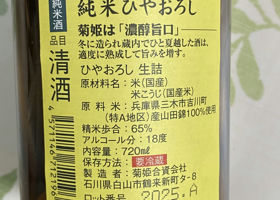 純米酒
純米 ひやおろし
菊姫は「濃醇旨口」
冬に造られ蔵内でひと夏越した酒は、
適度に熟成して旨味を増す。
品目
清酒
ひやおろし 生詰
原材料名:米(国産)
米こうじ(国産米)
原料米:兵庫県三木市吉川町
(特A地区)産山田錦100%使用
精米歩合:65%
アルコール分:18度
内容量:720ml
保存方法:要冷蔵
製造者:菊姫合資会社
石川県白山市鶴来新町タ-8
ロット番号
2025.A